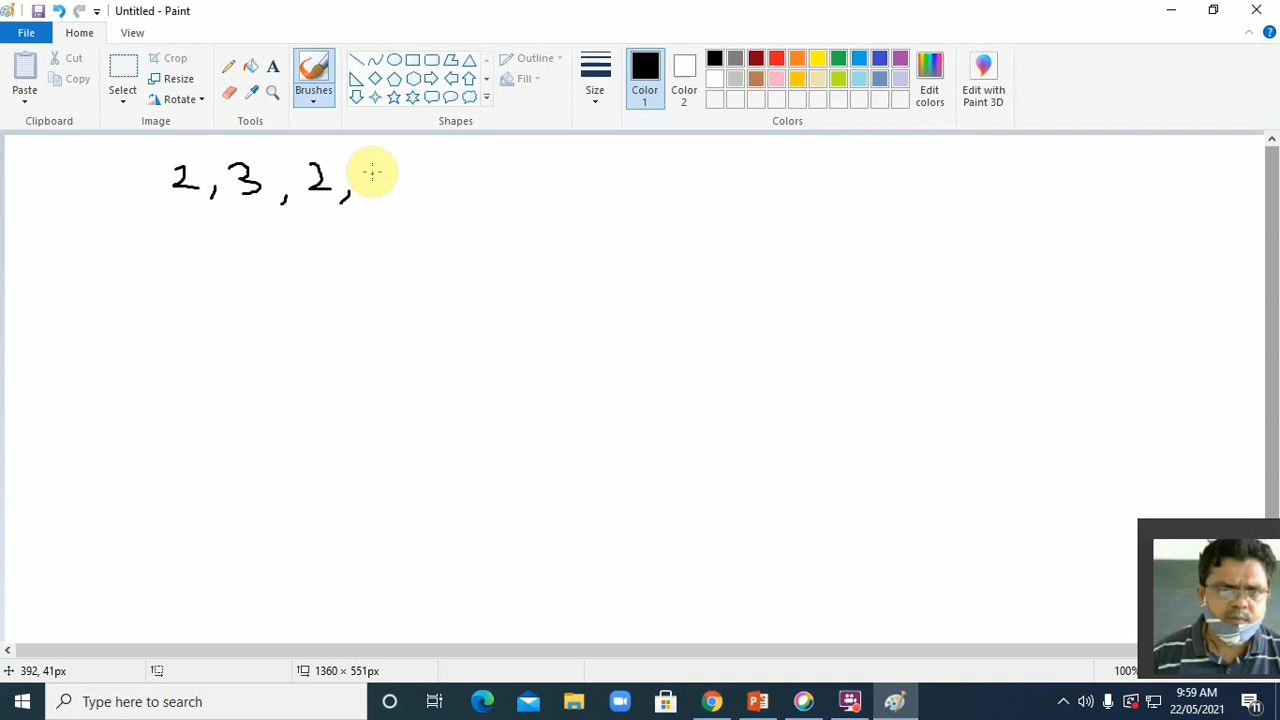 Untitled - Paint
File Home View
Paste
Cut
Copy
Clipboard
Select
Crop
Resize
Rotate
Image
A
Tools
Brushes
Outline
Fill
Shapes
Size
Color 1
Color 2
Edit colors
Colors
Edit with Paint 3D
2, 3, 2,
392, 41px
1360 × 551px
100%
Type here to search
9:59 AM
22/05/2021
11